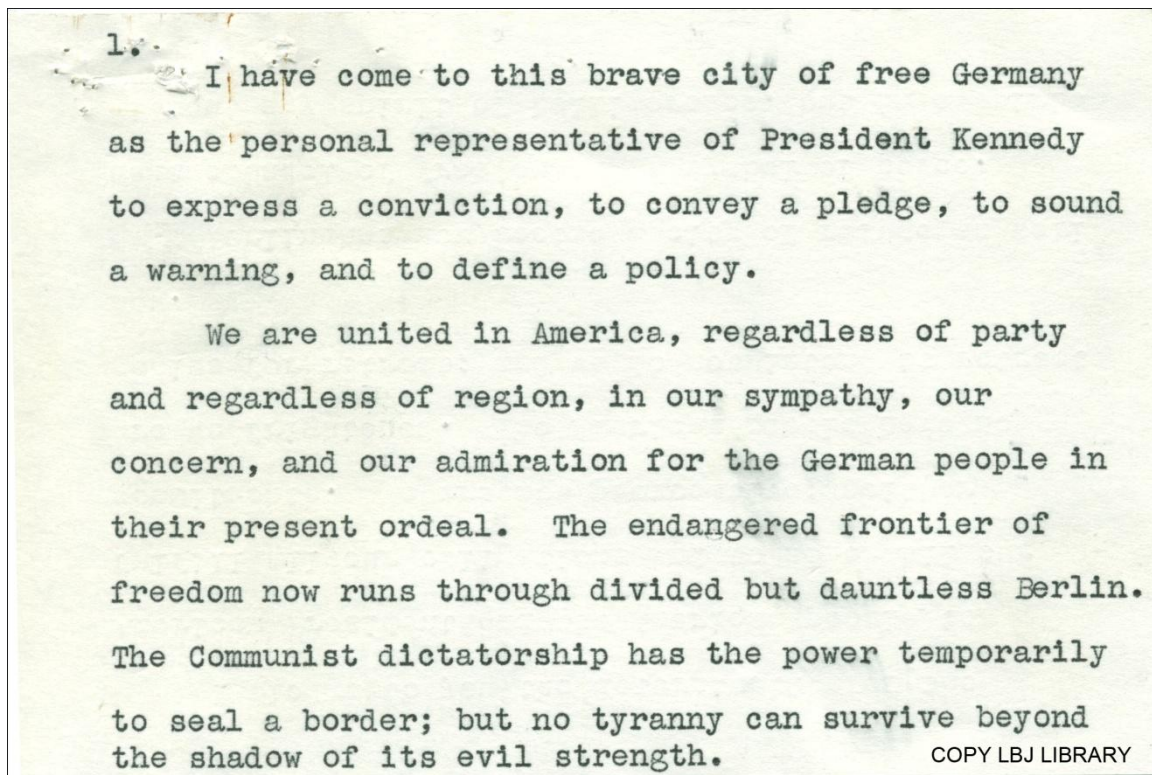 1.
I have come to this brave city of free Germany
as the personal representative of President Kennedy
to express a conviction, to convey a pledge, to sound
a warning, and to define a policy.
We are united in America, regardless of party
and regardless of region, in our sympathy, our
concern, and our admiration for the German people in
their present ordeal. The endangered frontier of
freedom now runs through divided but dauntless Berlin.
The Communist dictatorship has the power temporarily
to seal a border; but no tyranny can survive beyond
the shadow of its evil strength.
COPY LBJ LIBRARY